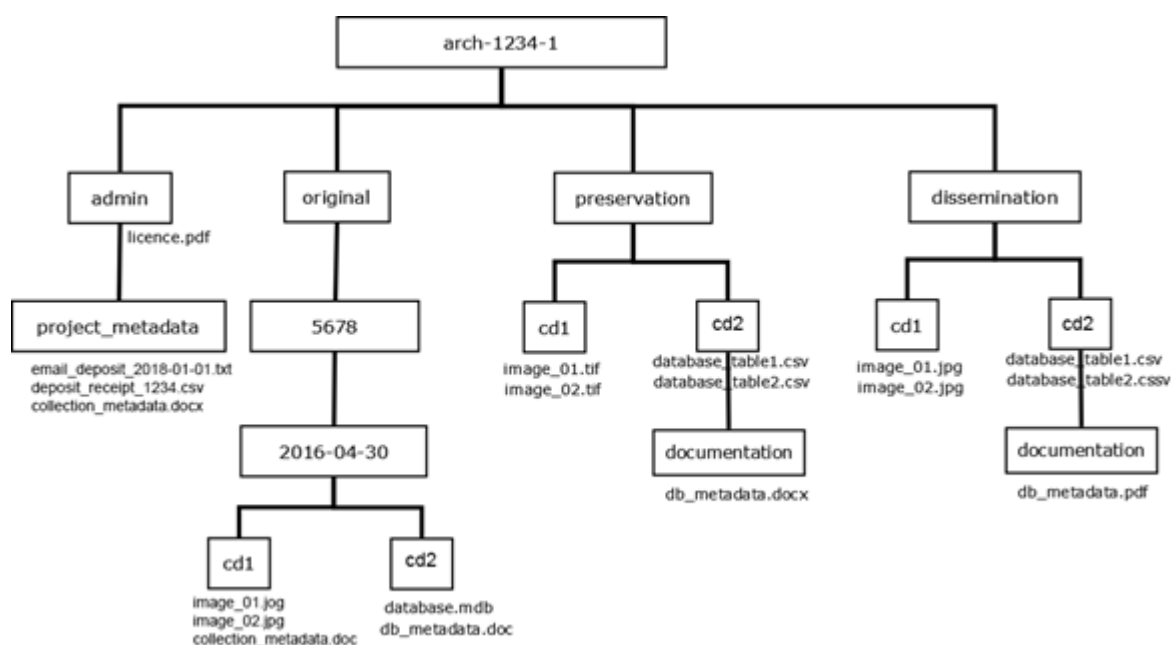 arch-1234-1
admin
original
preservation
dissemination
licence.pdf
project_metadata
5678
cd1
cd2
cd1
cd2
email_deposit_2018-01-01.txt
deposit_receipt_1234.csv
collection_metadata.docx
image_01.tif
image_02.tif
database_table1.csv
database_table2.csv
image_01.jpg
image_02.jpg
database_table1.csv
database_table2.cssv
2016-04-30
documentation
documentation
db_metadata.docx
db_metadata.pdf
cd1
cd2
image_01.jog
image_02.jpg
collection_metadata.doc
database.mdb
db_metadata.doc